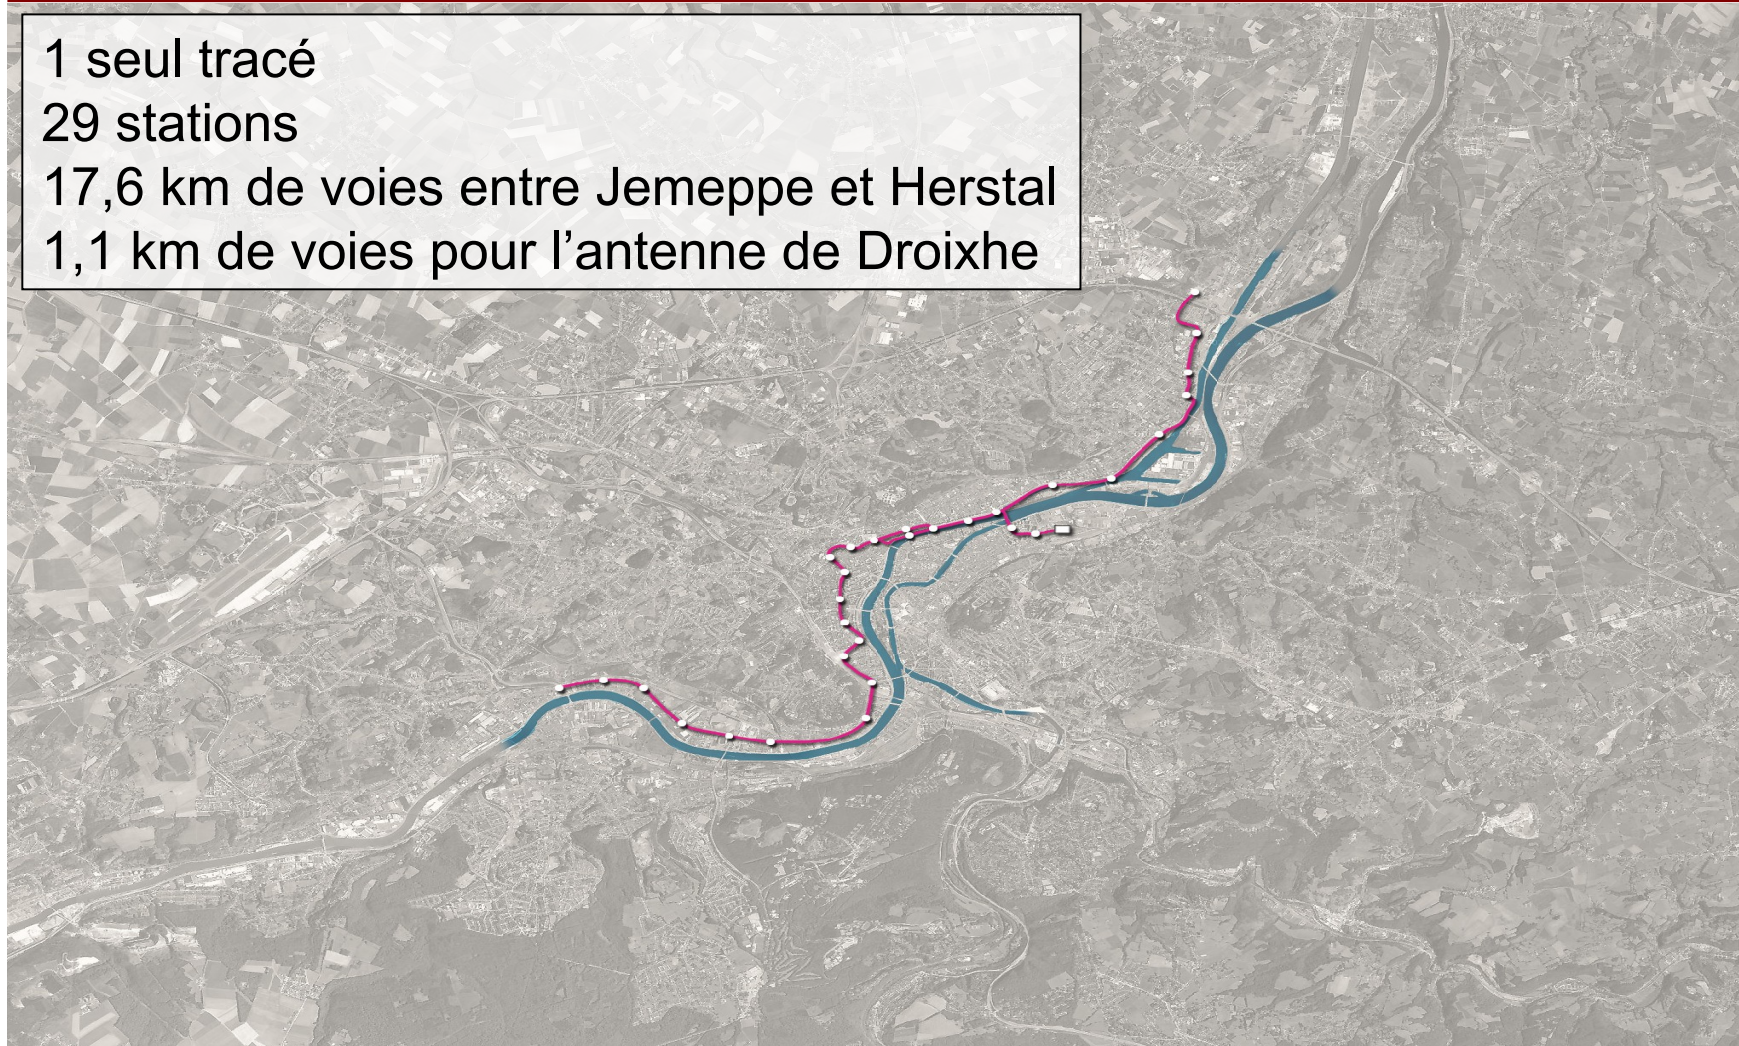 1 seul tracé
29 stations
17,6 km de voies entre Jemeppe et Herstal
1,1 km de voies pour l’antenne de Droixhe